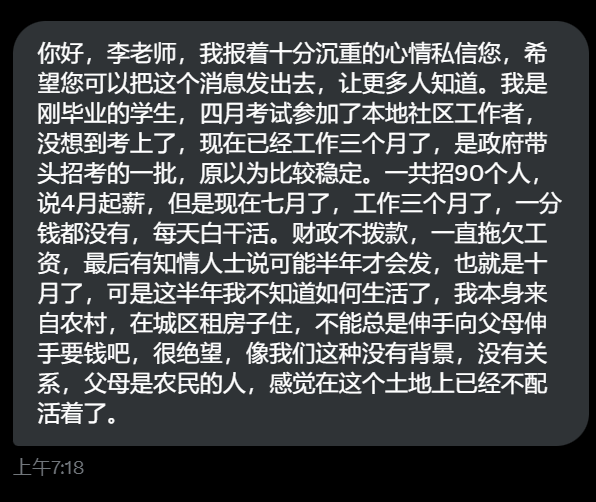 你好，李老师，我报着十分沉重的心情私信您，希
望您可以把这个消息发出去，让更多人知道。我是
刚毕业的学生，四月考试参加了本地社区工作者，
没想到考上了，现在已经工作三个月了，是政府带
头招考的一批，原以为比较稳定。一共招90个人，
说4月起薪，但是现在七月了，工作三个月了，一分
钱都没有，每天白干活。财政不拨款，一直拖欠工
资，最后有知情人士说可能半年才会发，也就是十
月了，可是这半年我不知道如何生活了，我本身来
自农村，在城区租房子住，不能总是伸手向父母伸
手要钱吧，很绝望，像我们这种没有背景，没有关
系，父母是农民的人，感觉在这个土地上已经不配
活着了。
上午7:18